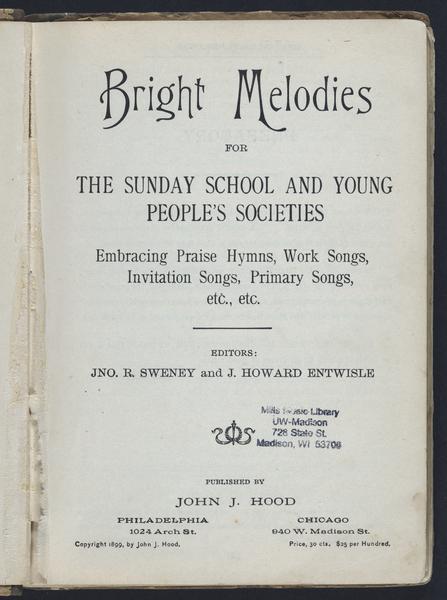 Bright Melodies
FOR
THE SUNDAY SCHOOL AND YOUNG
PEOPLE'S SOCIETIES
Embracing Praise Hymns, Work Songs,
Invitation Songs, Primary Songs,
etc., etc.
EDITORS:
JNO. R. SWENEY and J. HOWARD ENTWISLE
Mills Music Library
UW-Madison
728 State St.
Madison, WI 53706
PUBLISHED BY
JOHN J. HOOD
PHILADELPHIA
1024 Arch St.
CHICAGO
940 W. Madison St.
Copyright 1899, by John J. Hood.
Price, 30 cts. $25 per Hundred.